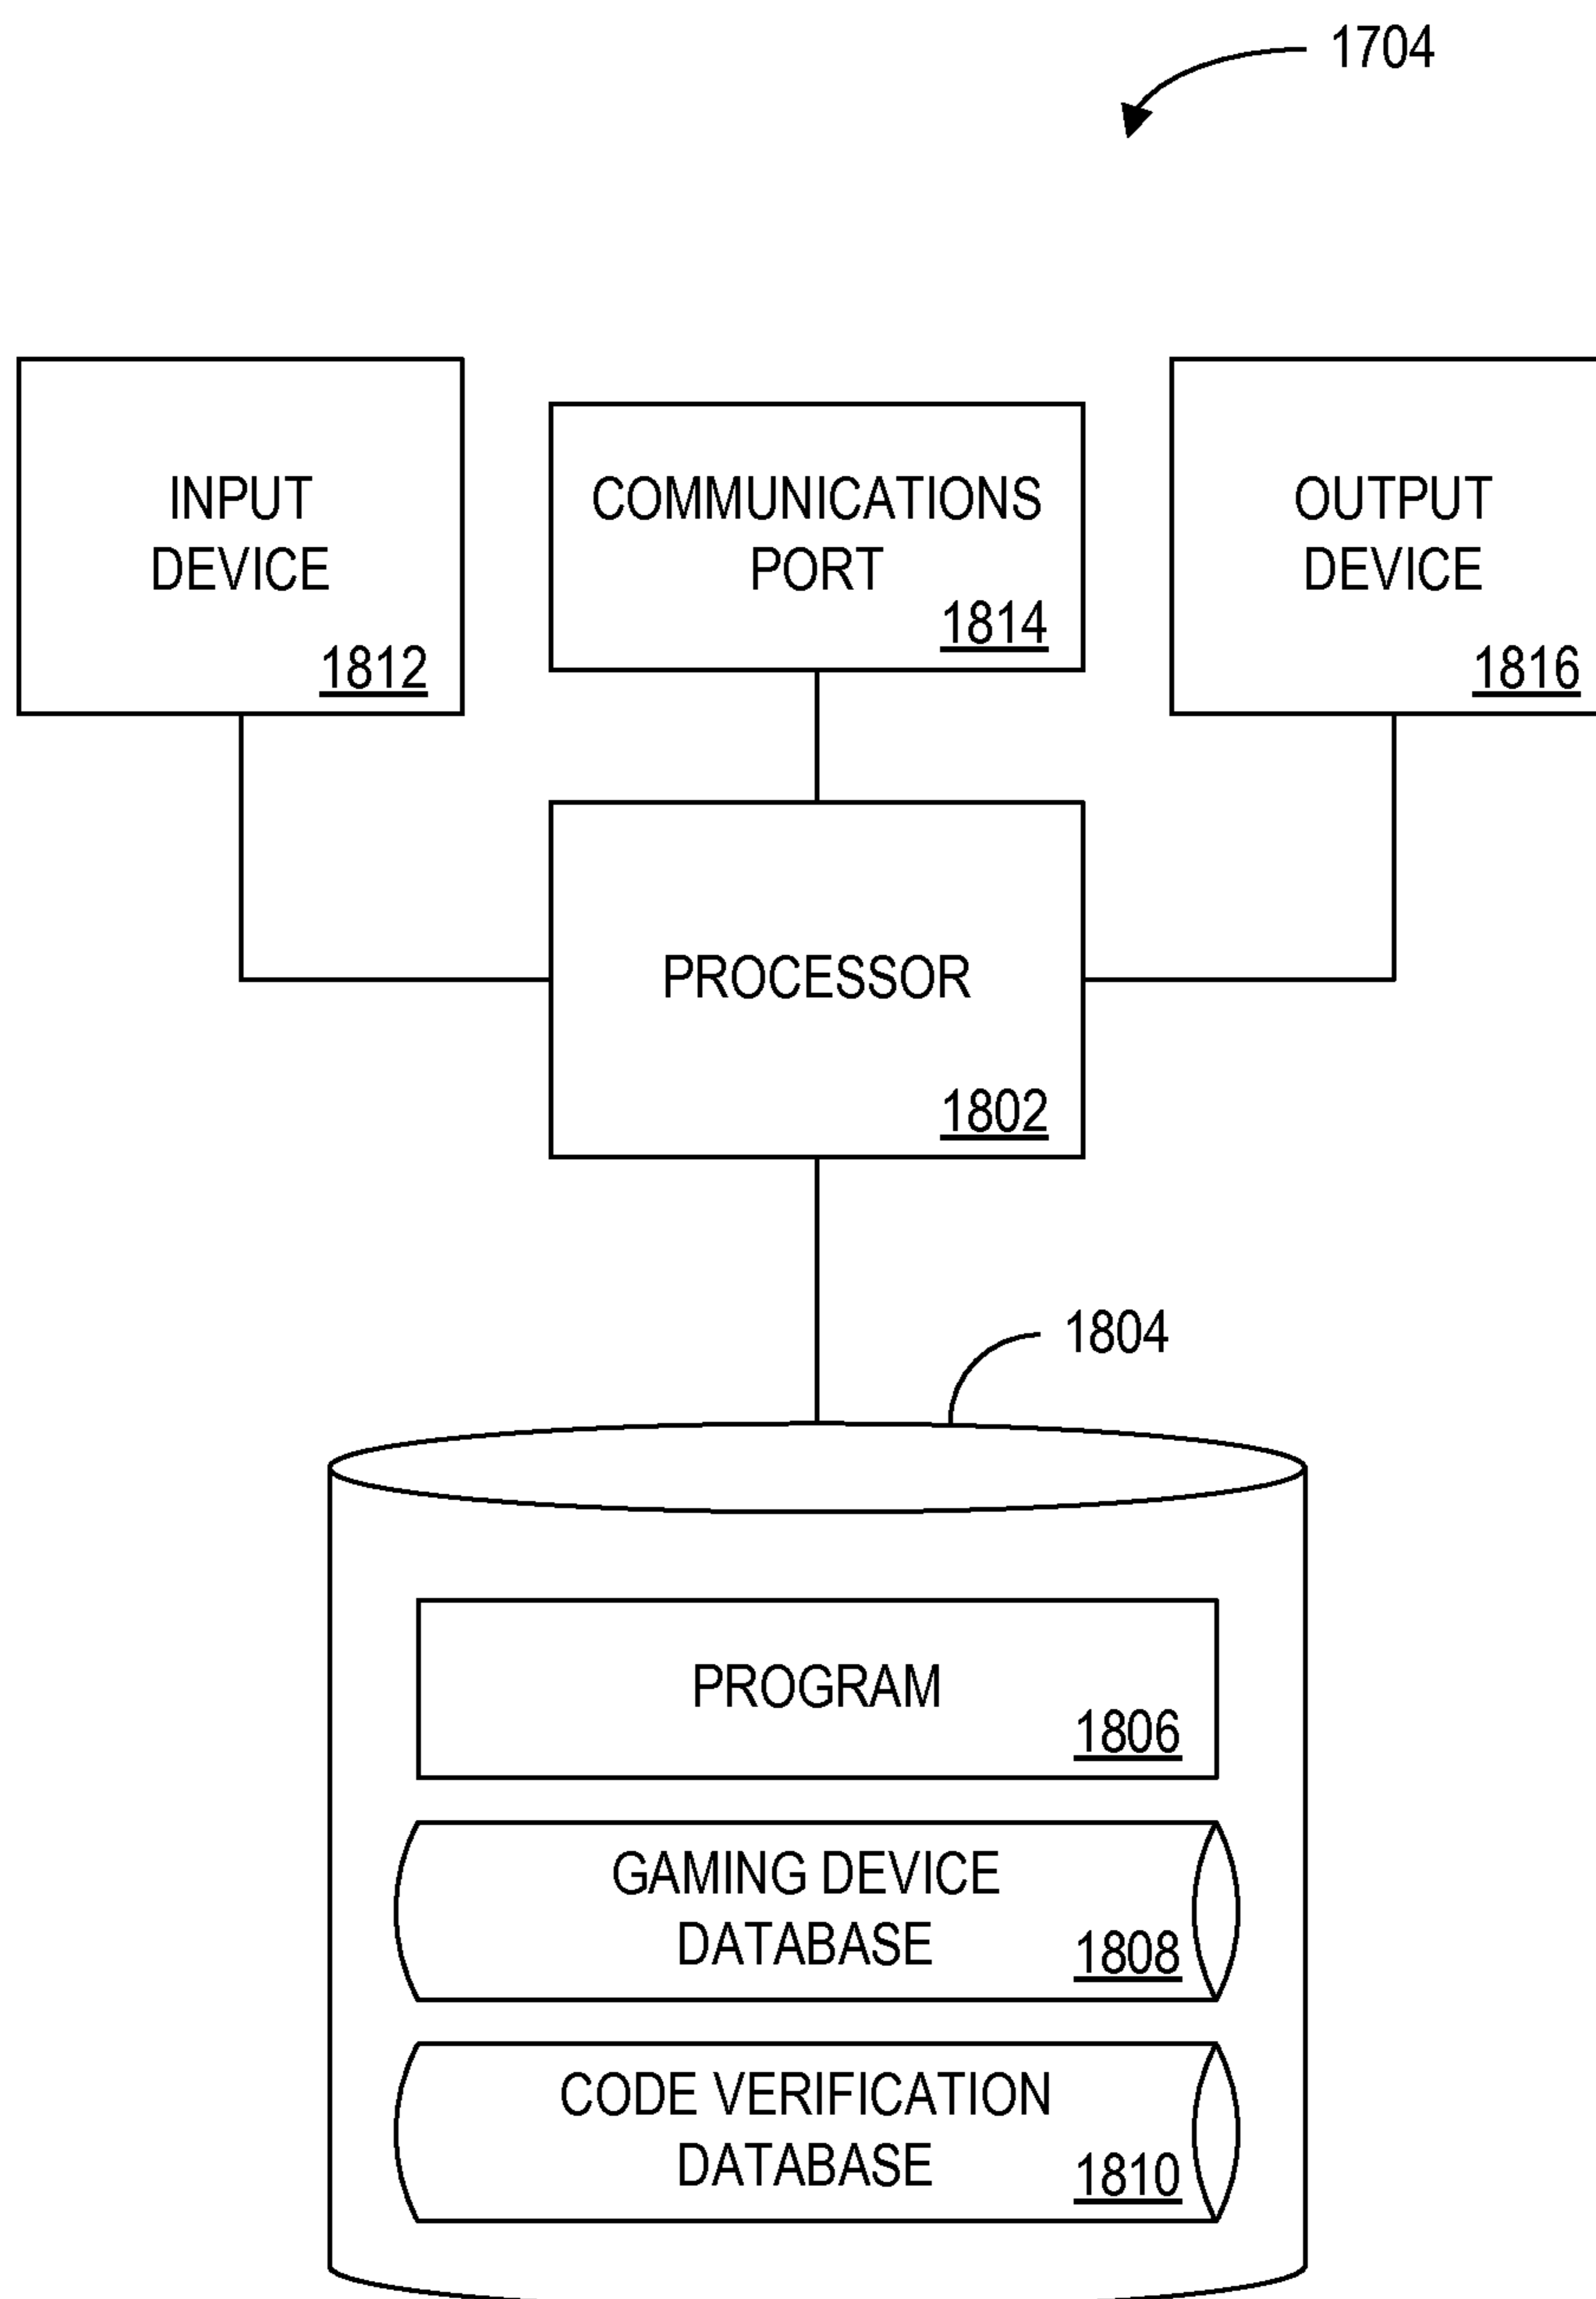 1704
INPUT
DEVICE
1812
COMMUNICATIONS
PORT
1814
OUTPUT
DEVICE
1816
PROCESSOR
1802
1804
PROGRAM
1806
GAMING DEVICE
DATABASE
1808
CODE VERIFICATION
DATABASE
1810